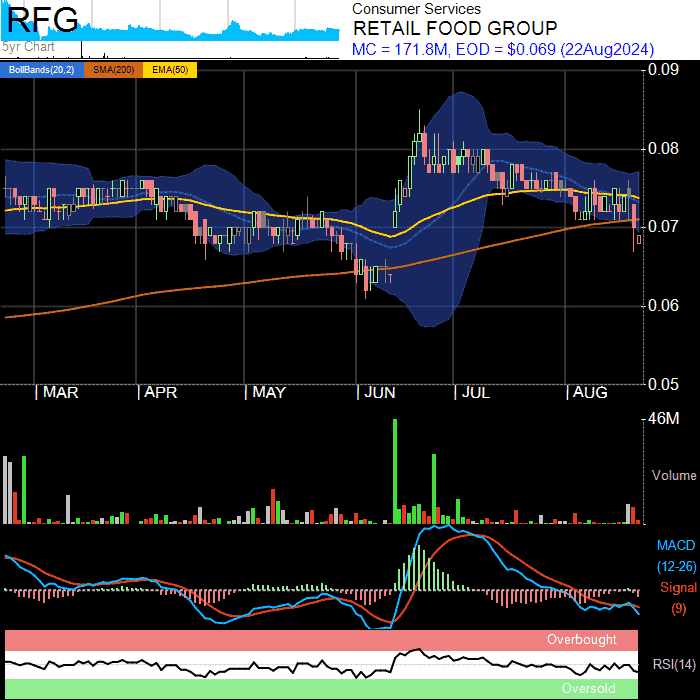 RFG
5yr Chart
Consumer Services
RETAIL FOOD GROUP
MC = 171.8M, EOD = $0.069 (22Aug2024)
BollBands(20,2) SMA(200) EMA(50)
0.09
0.08
0.07
0.06
0.05
MAR APR MAY JUN JUL AUG
46M
Volume
MACD
(12-26)
Signal
(9)
Overbought
RSI(14)
Oversold